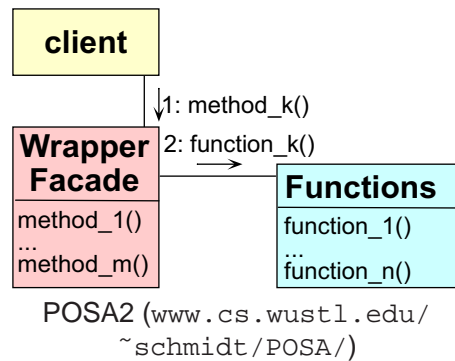 client
1: method_k()
2: function_k()
Wrapper
Facade
method_1()
...
method_m()
Functions
function_1()
...
function_n()
POSA2 (www.cs.wustl.edu/
~schmidt/POSA/)